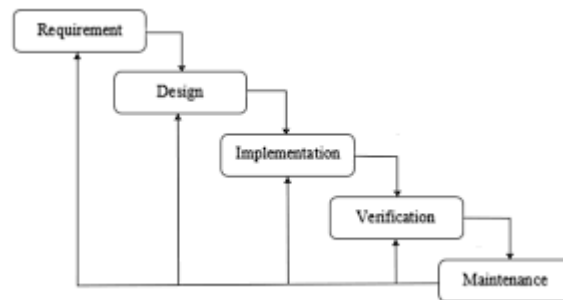 Requirement
Design
Implementation
Verification
Maintenance